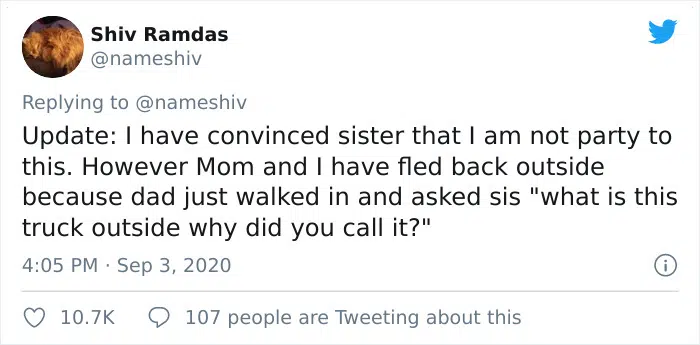 Shiv Ramdas
@nameshiv
Replying to @nameshiv
Update: I have convinced sister that I am not party to
this. However Mom and I have fled back outside
because dad just walked in and asked sis "what is this
truck outside why did you call it?"
4:05 PM · Sep 3, 2020
10.7K 107 people are Tweeting about this